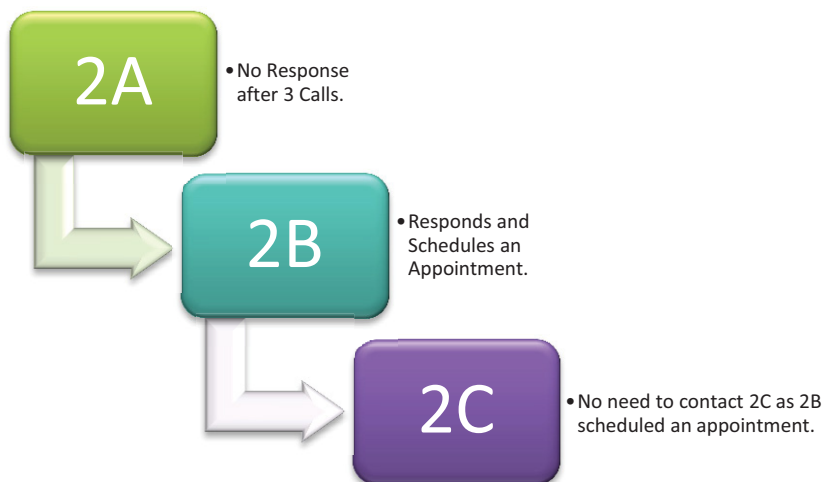 2A
•No Response
after 3 Calls.
2B
•Responds and
Schedules an
Appointment.
2C
•No need to contact 2C as 2B
scheduled an appointment.